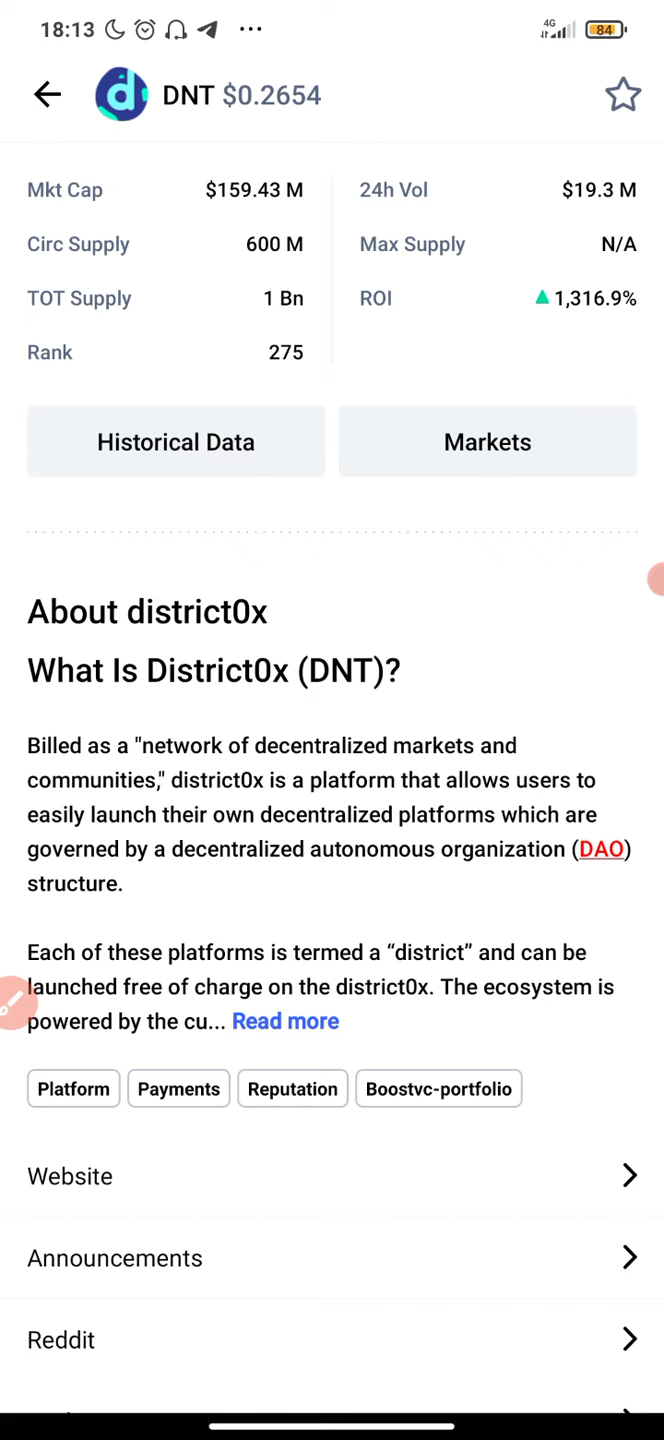 18:13 ...
4G 84
DNT $0.2654
Mkt Cap $159.43 M 24h Vol $19.3 M
Circ Supply 600 M Max Supply N/A
TOT Supply 1 Bn ROI 1,316.9%
Rank 275
Historical Data Markets
About district0x
What Is District0x (DNT)?
Billed as a "network of decentralized markets and
communities," district0x is a platform that allows users to
easily launch their own decentralized platforms which are
governed by a decentralized autonomous organization (DAO)
structure.
Each of these platforms is termed a “district” and can be
launched free of charge on the district0x. The ecosystem is
powered by the cu... Read more
Platform Payments Reputation Boostvc-portfolio
Website
Announcements
Reddit